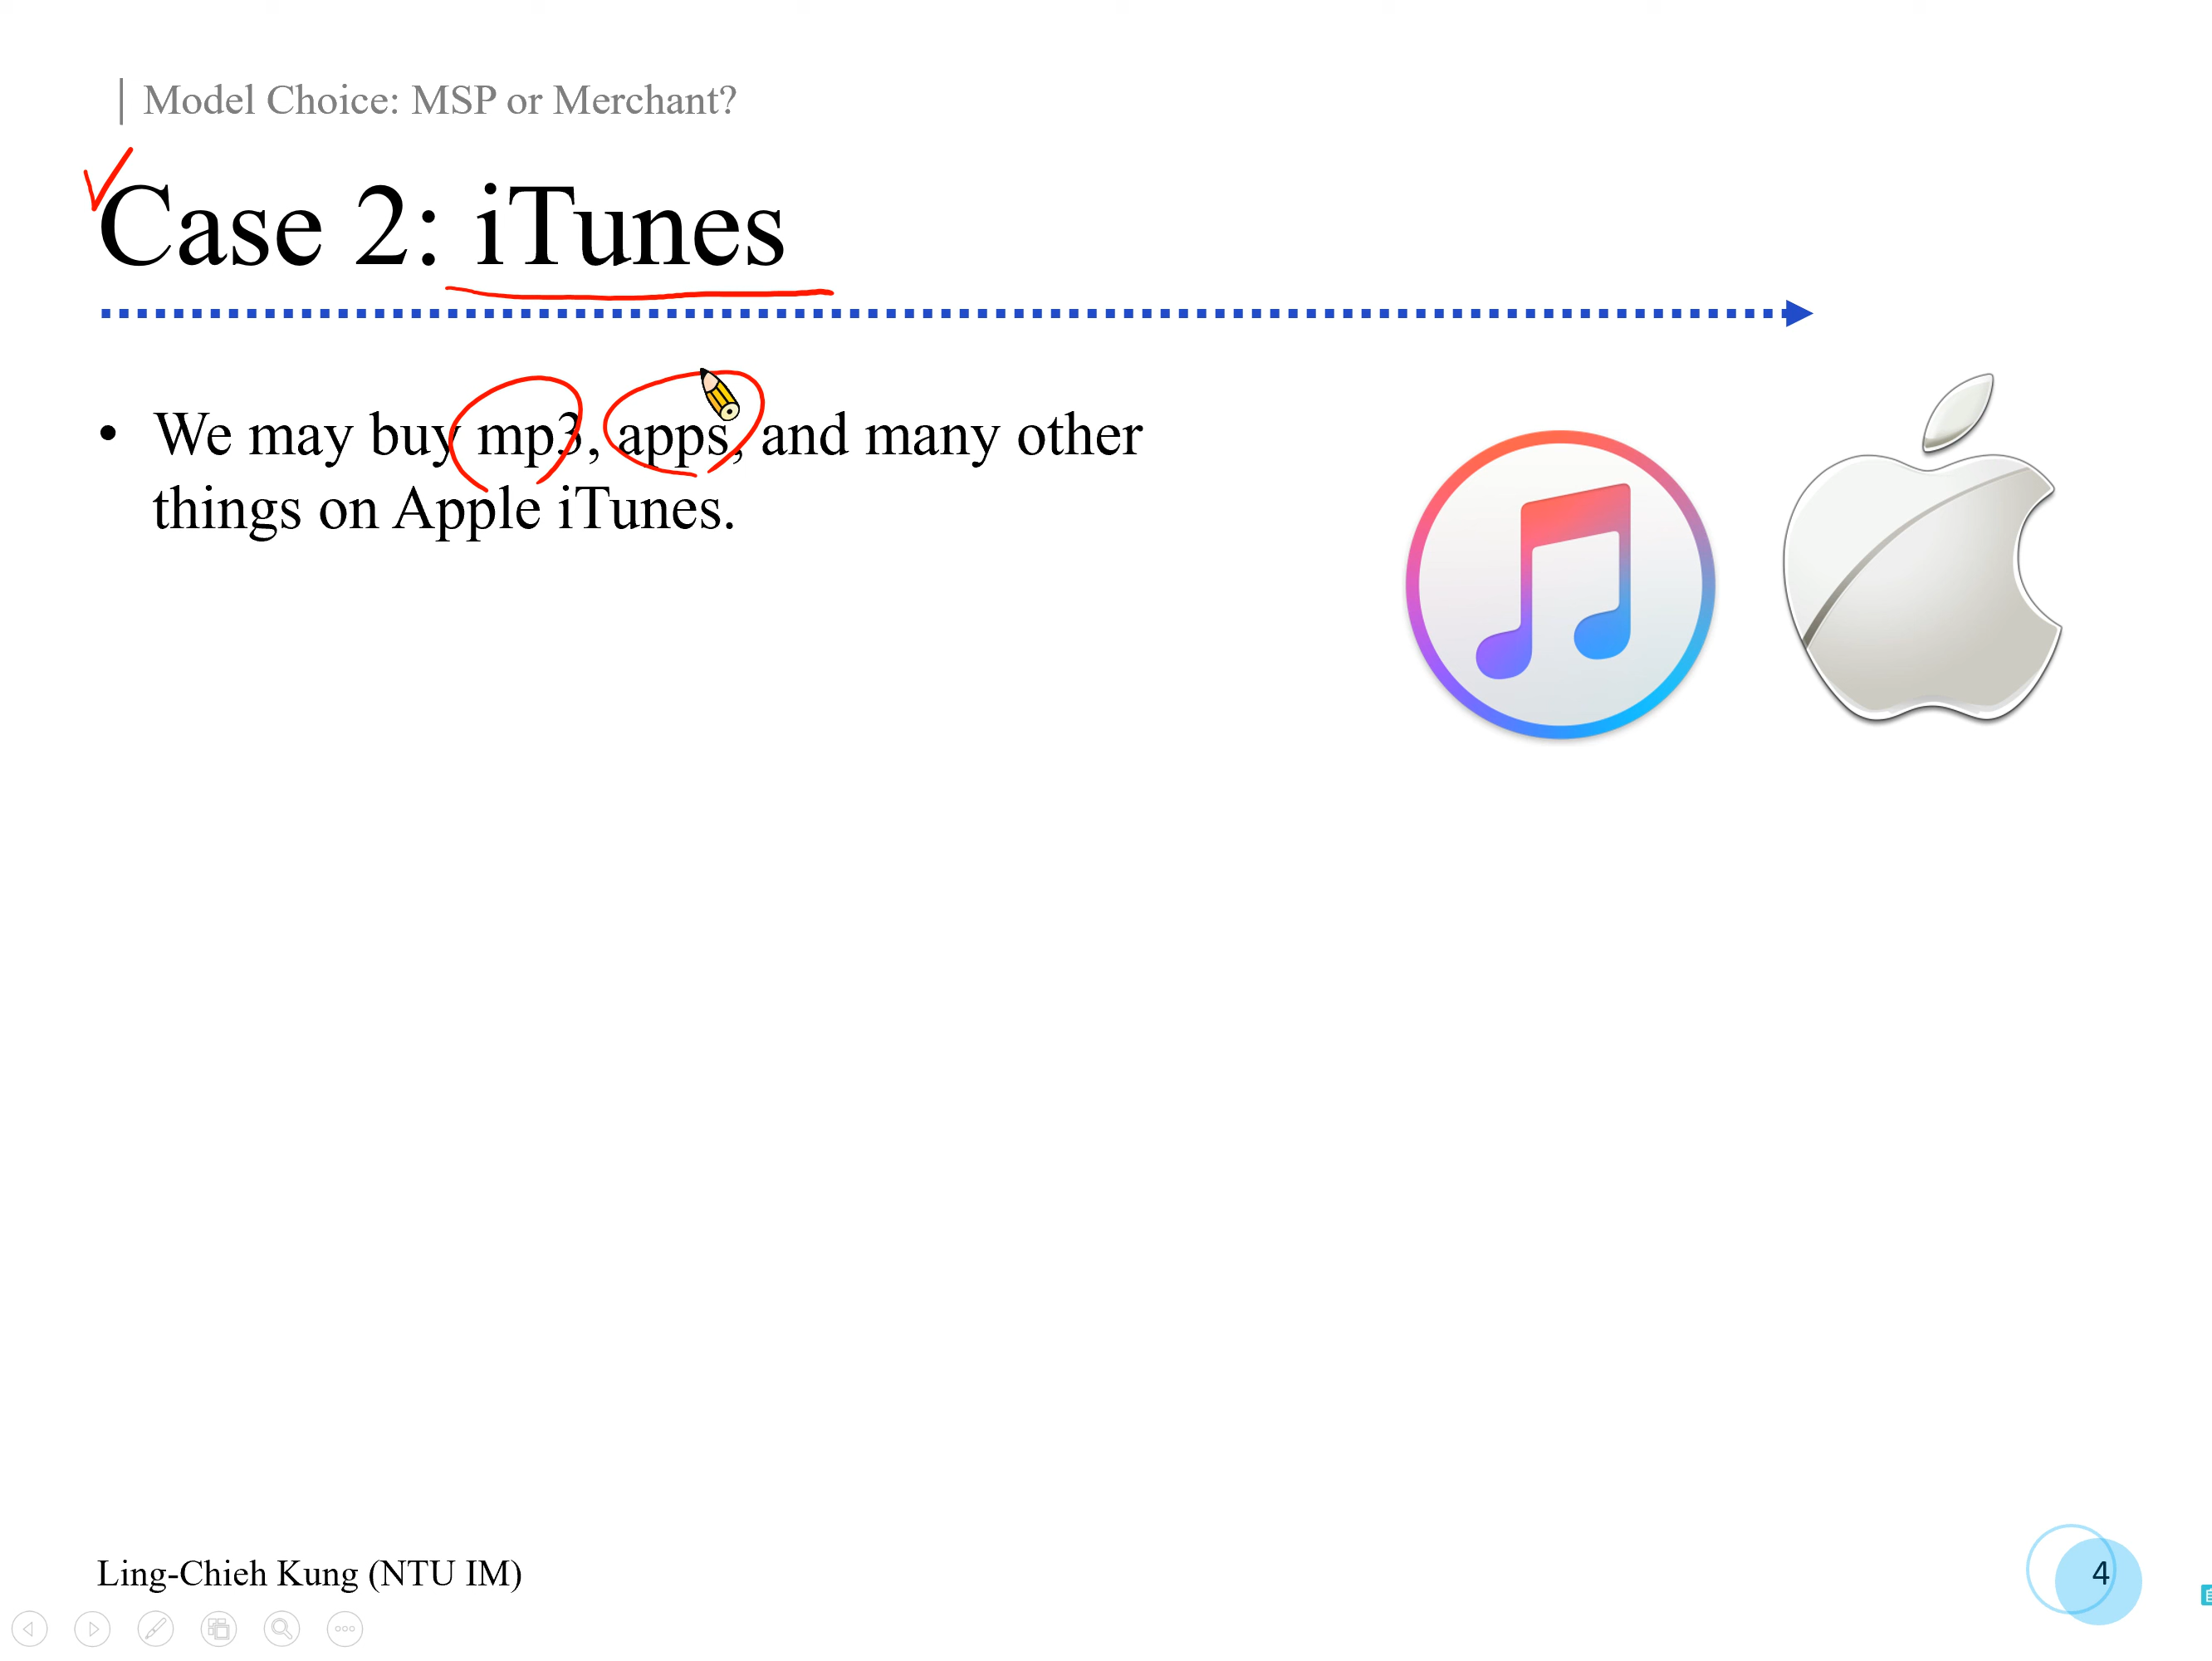 Model Choice: MSP or Merchant?
Case 2: iTunes
• We may buy mp3, apps, and many other
things on Apple iTunes.
Ling-Chieh Kung (NTU IM)
4